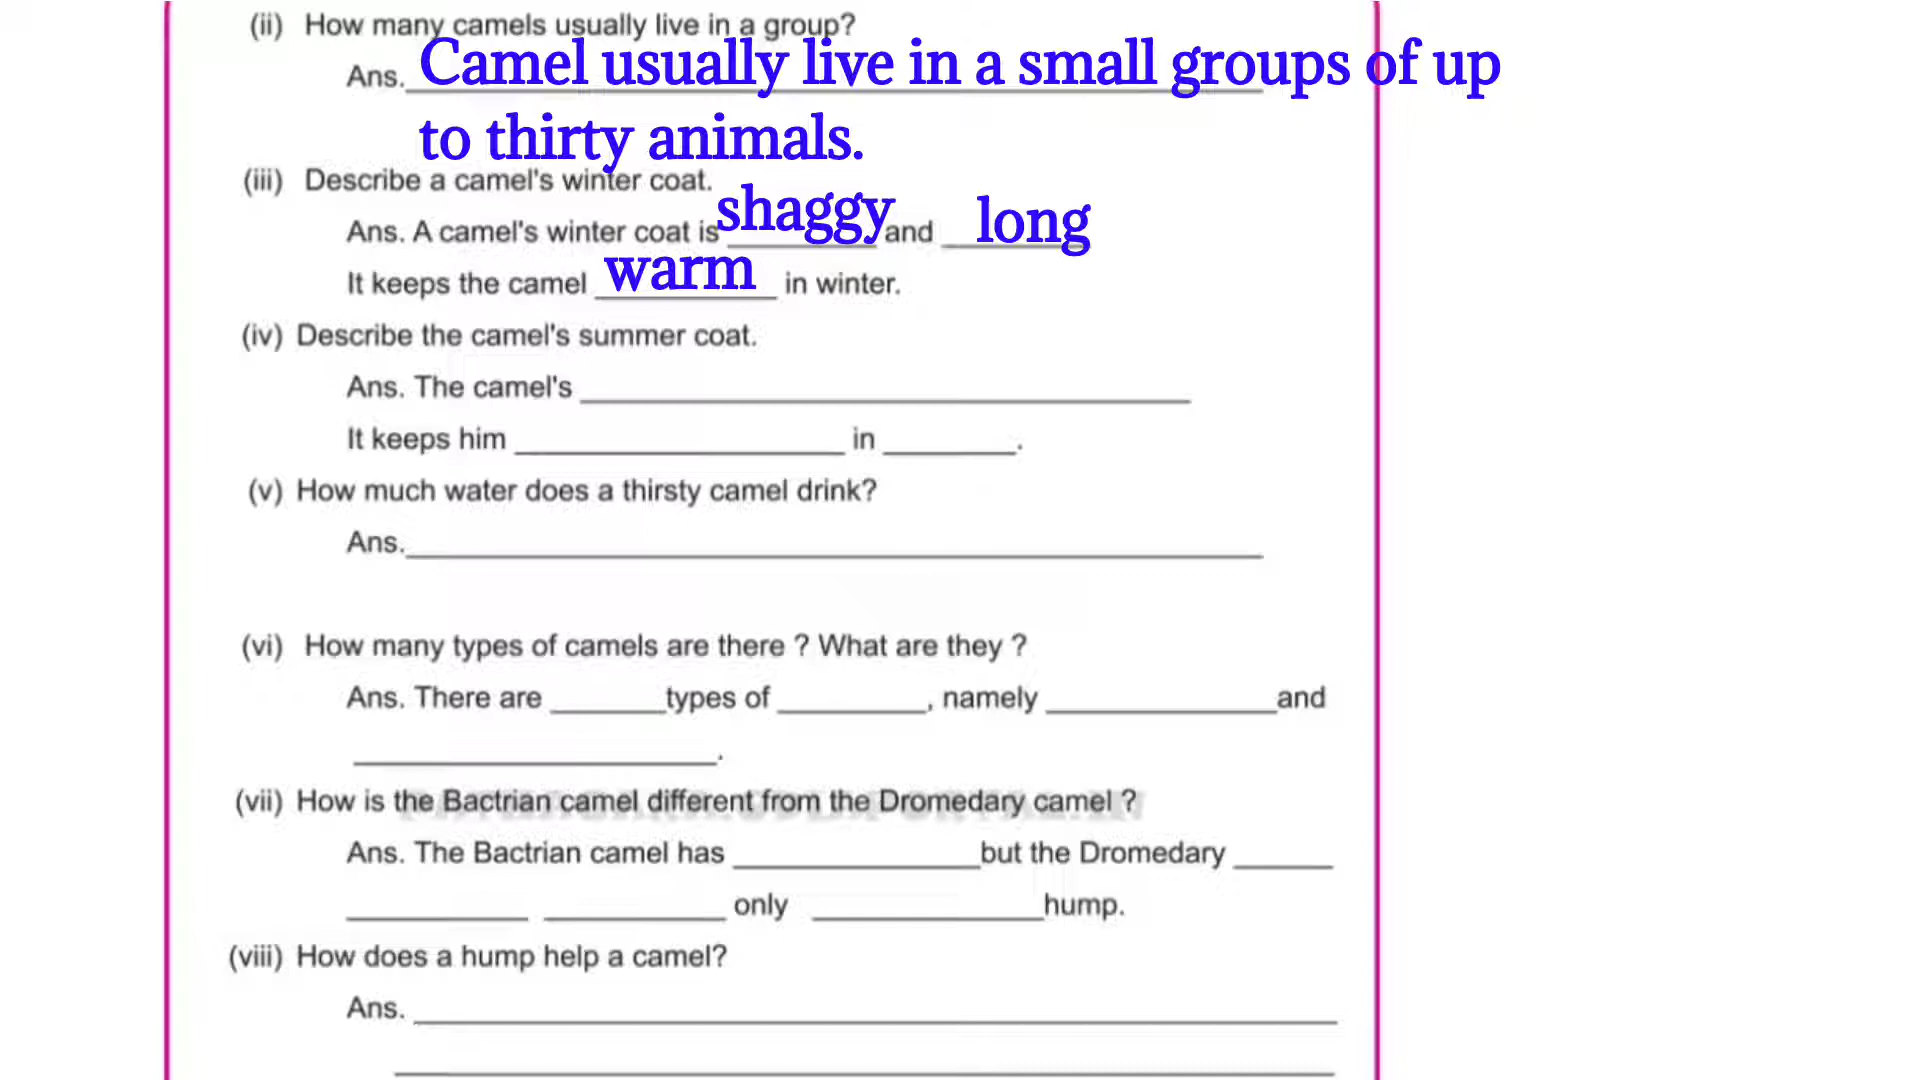 (ii) How many camels usually live in a group?
Ans. Camel usually live in a small groups of up
to thirty animals.
(iii) Describe a camel's winter coat.
Ans. A camel's winter coat is shaggy and long
It keeps the camel warm in winter.
(iv) Describe the camel's summer coat.
Ans. The camel's
It keeps him in .
(v) How much water does a thirsty camel drink?
Ans.
(vi) How many types of camels are there ? What are they ?
Ans. There are types of , namely and
.
(vii) How is the Bactrian camel different from the Dromedary camel ?
Ans. The Bactrian camel has but the Dromedary
only hump.
(viii) How does a hump help a camel?
Ans.